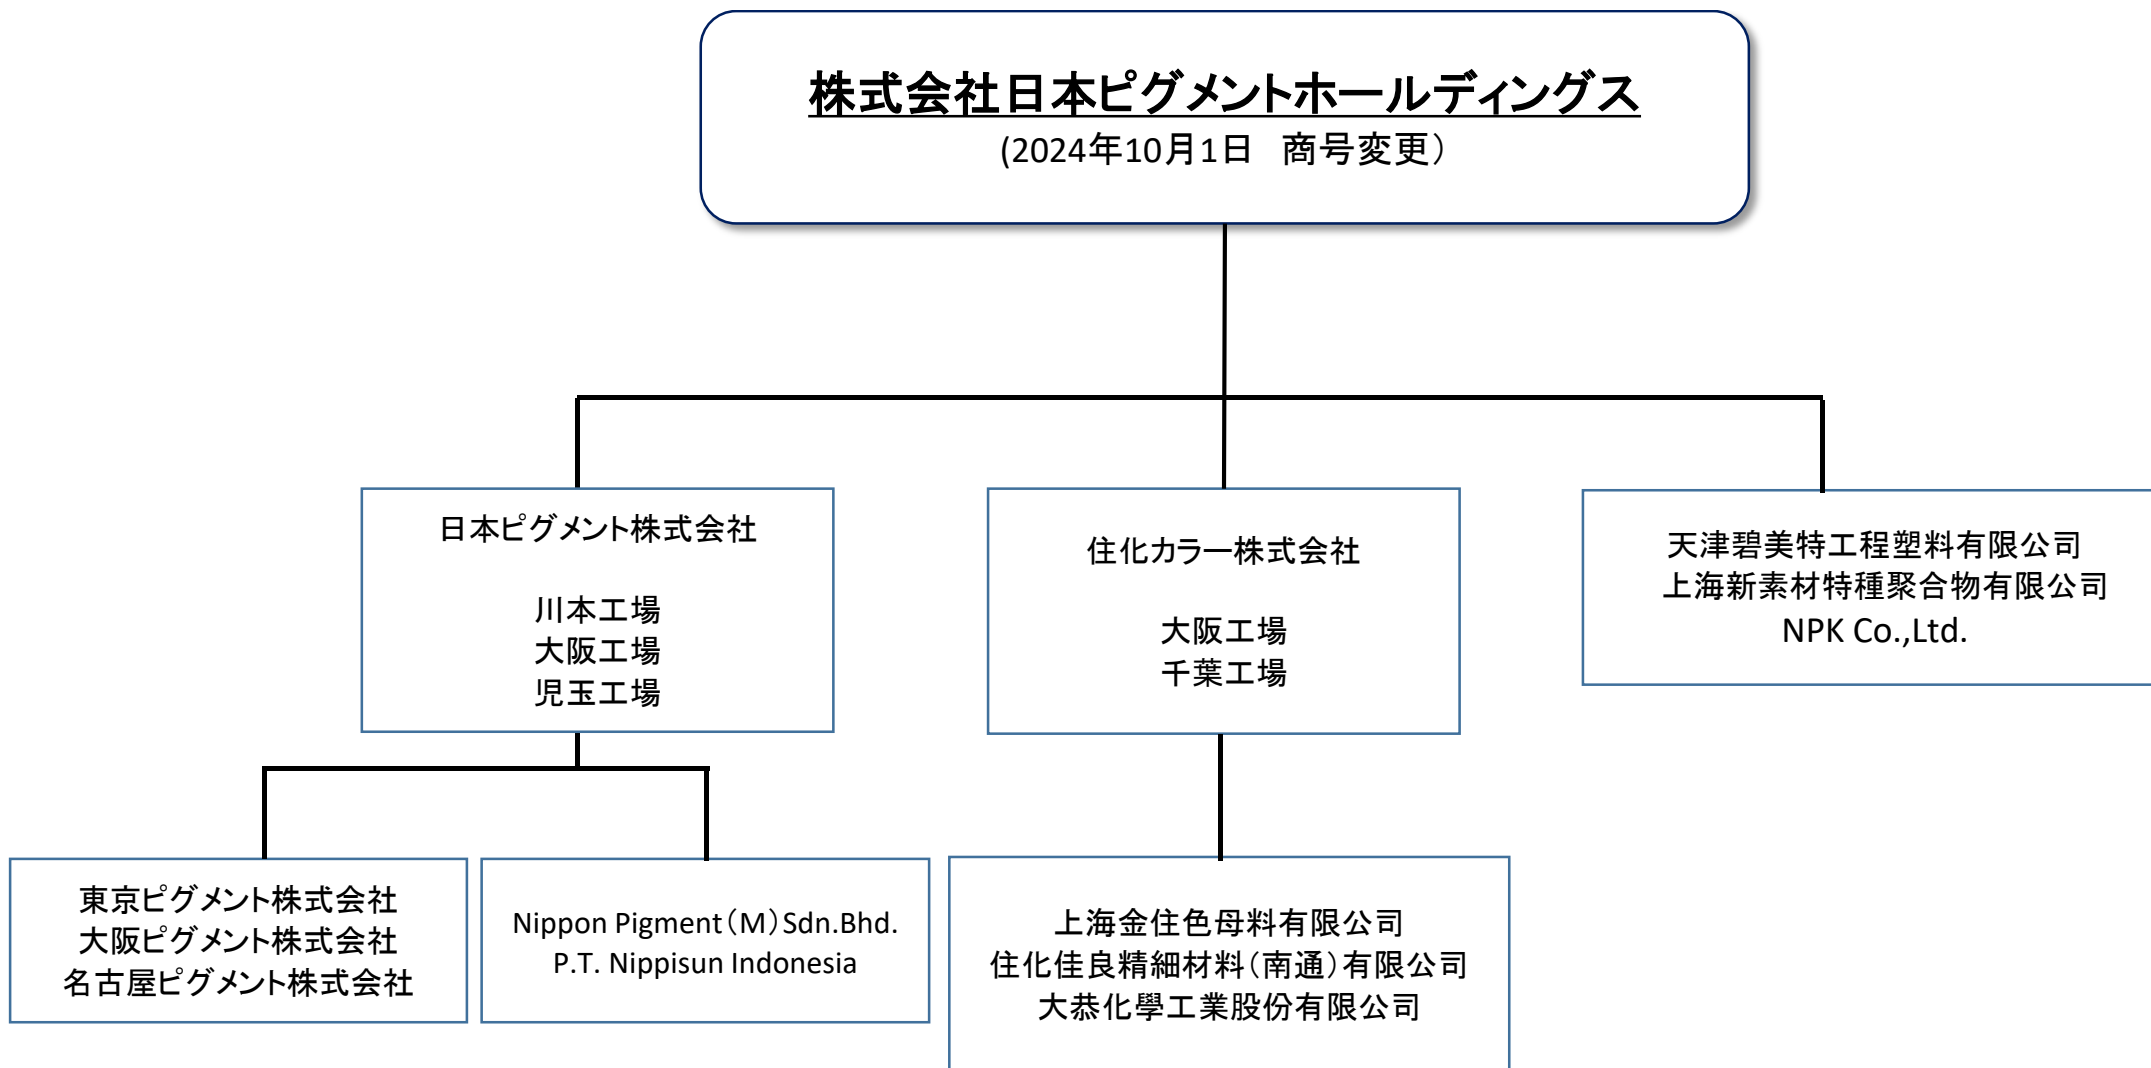 株式会社日本ピグメントホールディングス
(2024年10月1日　商号変更）
日本ピグメント株式会社
川本工場
大阪工場
児玉工場
住化カラー株式会社
大阪工場
千葉工場
天津碧美特工程塑料有限公司
上海新素材特種聚合物有限公司
NPK Co.,Ltd.
東京ピグメント株式会社
大阪ピグメント株式会社
名古屋ピグメント株式会社
Nippon Pigment（M）Sdn.Bhd.
P.T. Nippisun Indonesia
上海金住色母料有限公司
住化佳良精細材料（南通）有限公司
大恭化學工業股份有限公司